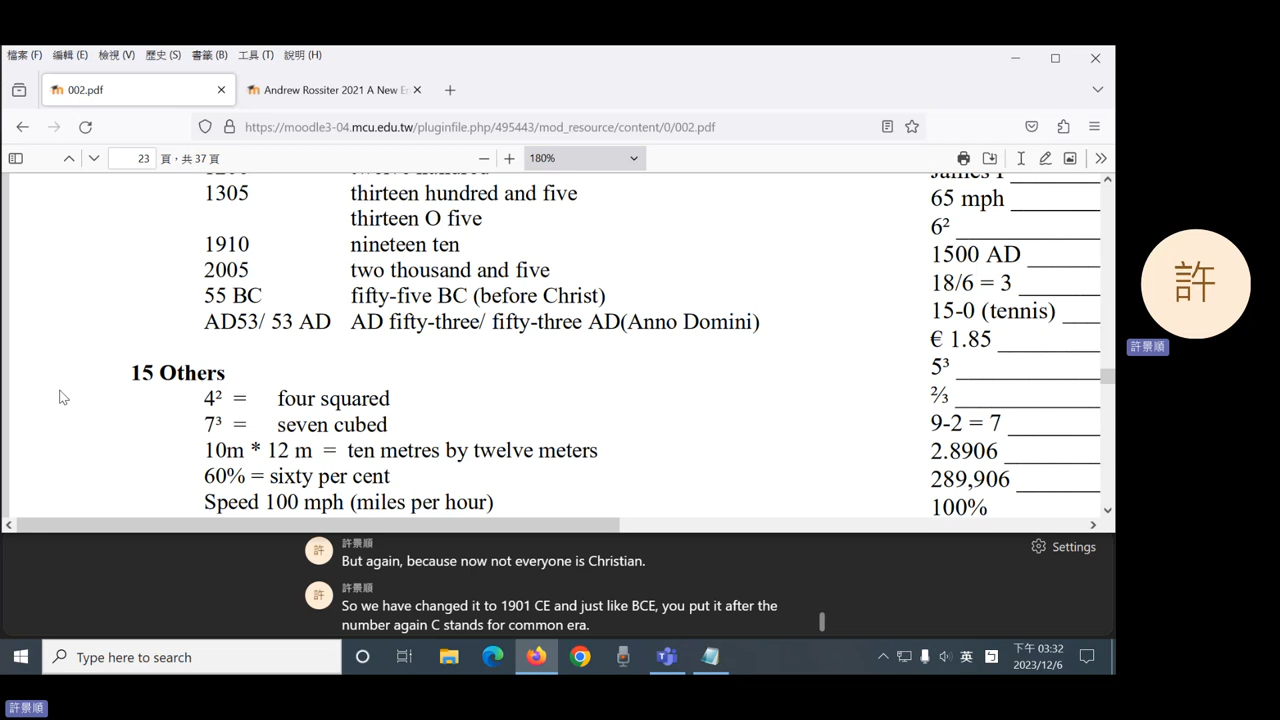 檔案 (F) 編輯 (E) 檢視 (V) 歷史 (S) 書籤 (B) 工具 (T) 說明 (H)
002.pdf
Andrew Rossiter 2021 A New
https://moodle3-04.mcu.edu.tw/pluginfile.php/495443/mod_resource/content/0/002.pdf
23 頁，共 37 頁
180%
1305 thirteen hundred and five
thirteen O five
1910 nineteen ten
2005 two thousand and five
55 BC fifty-five BC (before Christ)
AD53/ 53 AD AD fifty-three/ fifty-three AD(Anno Domini)
15 Others
4² = four squared
7³ = seven cubed
10m * 12 m = ten metres by twelve meters
60% = sixty per cent
Speed 100 mph (miles per hour)
65 mph
6²
1500 AD
18/6 = 3
15-0 (tennis)
€ 1.85
5³
⅔
9-2 = 7
2.8906
289,906
100%
許
許景順
許
許景順
But again, because now not everyone is Christian.
許
許景順
So we have changed it to 1901 CE and just like BCE, you put it after the
number again C stands for common era.
Settings
Type here to search
英
下午 03:32
2023/12/6
許景順